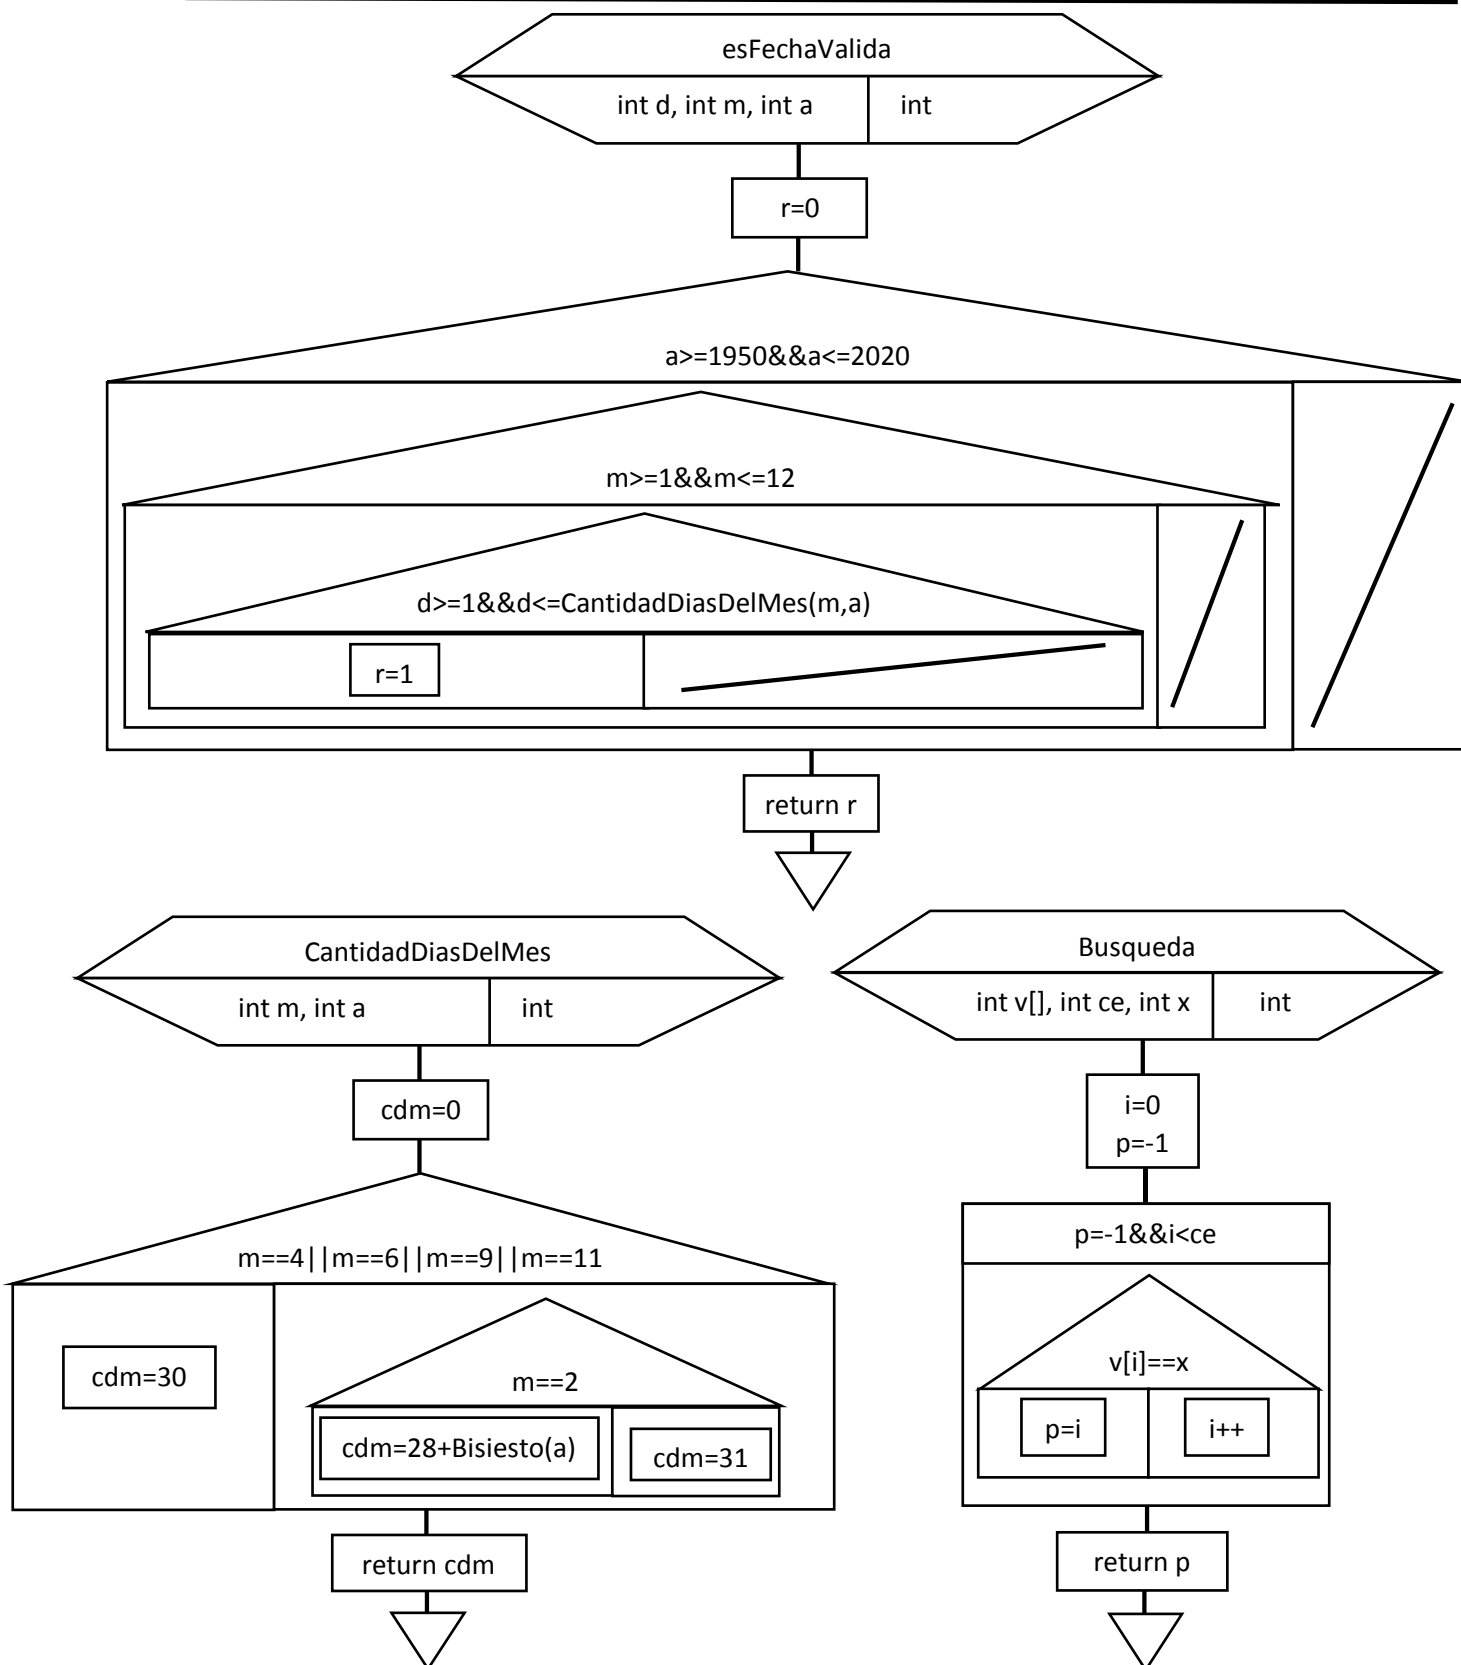 esFechaValida
int d, int m, int a
int
r=0
a>=1950&&a<=2020
m>=1&&m<=12
d>=1&&d<=CantidadDiasDelMes(m,a)
r=1
return r
CantidadDiasDelMes
int m, int a
int
cdm=0
m==4||m==6||m==9||m==11
cdm=30
m==2
cdm=28+Bisiesto(a)
cdm=31
return cdm
Busqueda
int v[], int ce, int x
int
i=0
p=-1
p=-1&&i<ce
v[i]==x
p=i
i++
return p